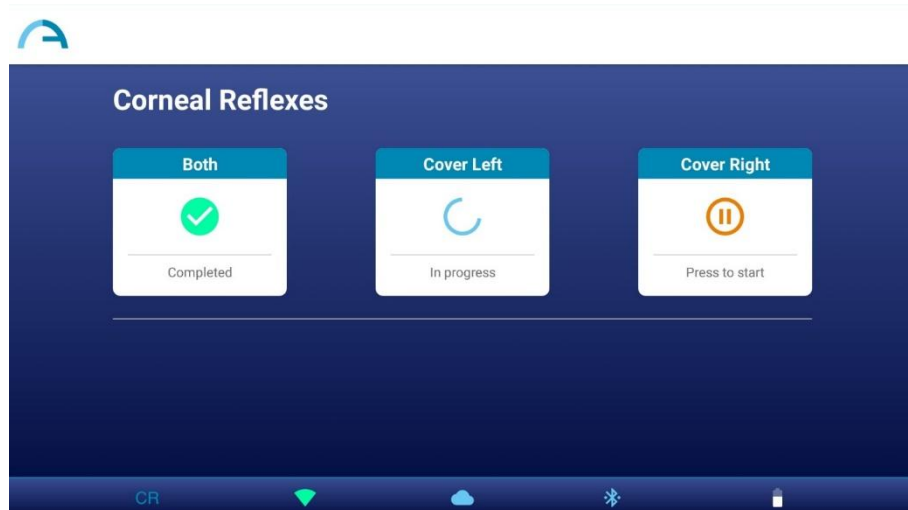 Corneal Reflexes
Both
Cover Left
Cover Right
Completed
In progress
Press to start
CR